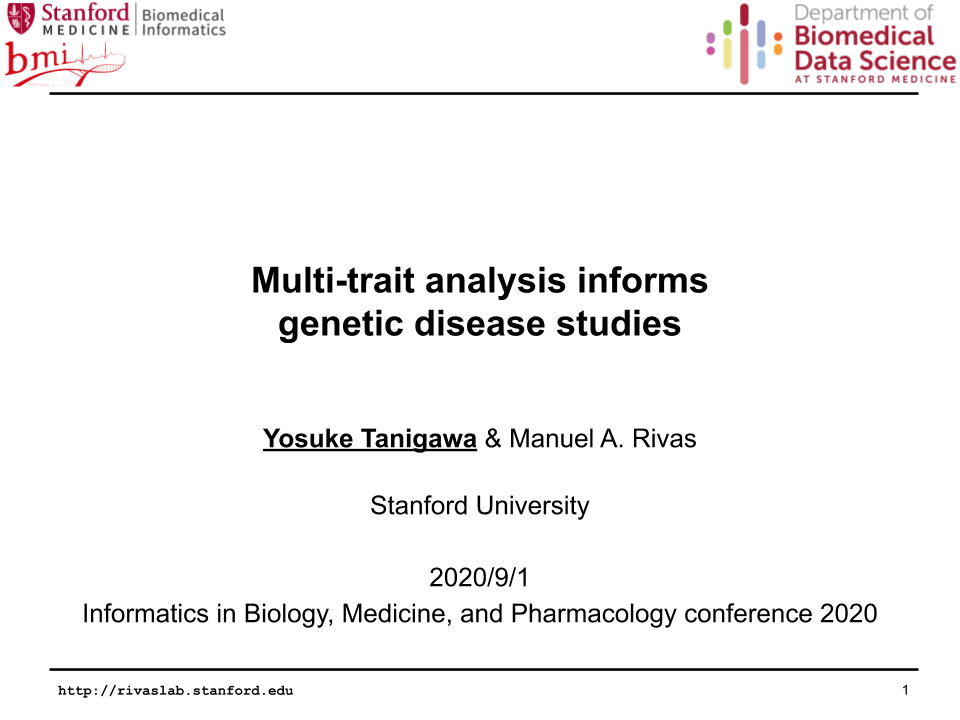 Stanford
MEDICINE
Biomedical
Informatics
bmi
Department of
Biomedical
Data Science
AT STANFORD MEDICINE
Multi-trait analysis informs
genetic disease studies
Yosuke Tanigawa & Manuel A. Rivas
Stanford University
2020/9/1
Informatics in Biology, Medicine, and Pharmacology conference 2020
http://rivaslab.stanford.edu
1